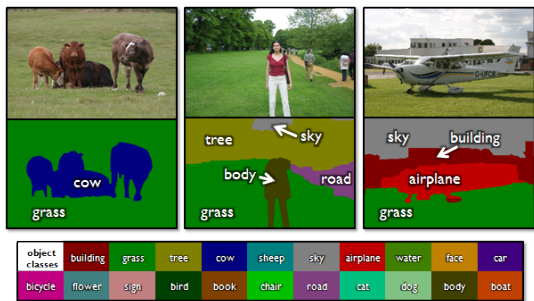 G-UFCB
sky
tree
sky
building
body
road
airplane
cow
grass
grass
grass
object classes
building
grass
tree
cow
sheep
sky
airplane
water
face
car
bicycle
flower
sign
bird
book
chair
road
cat
dog
body
boat